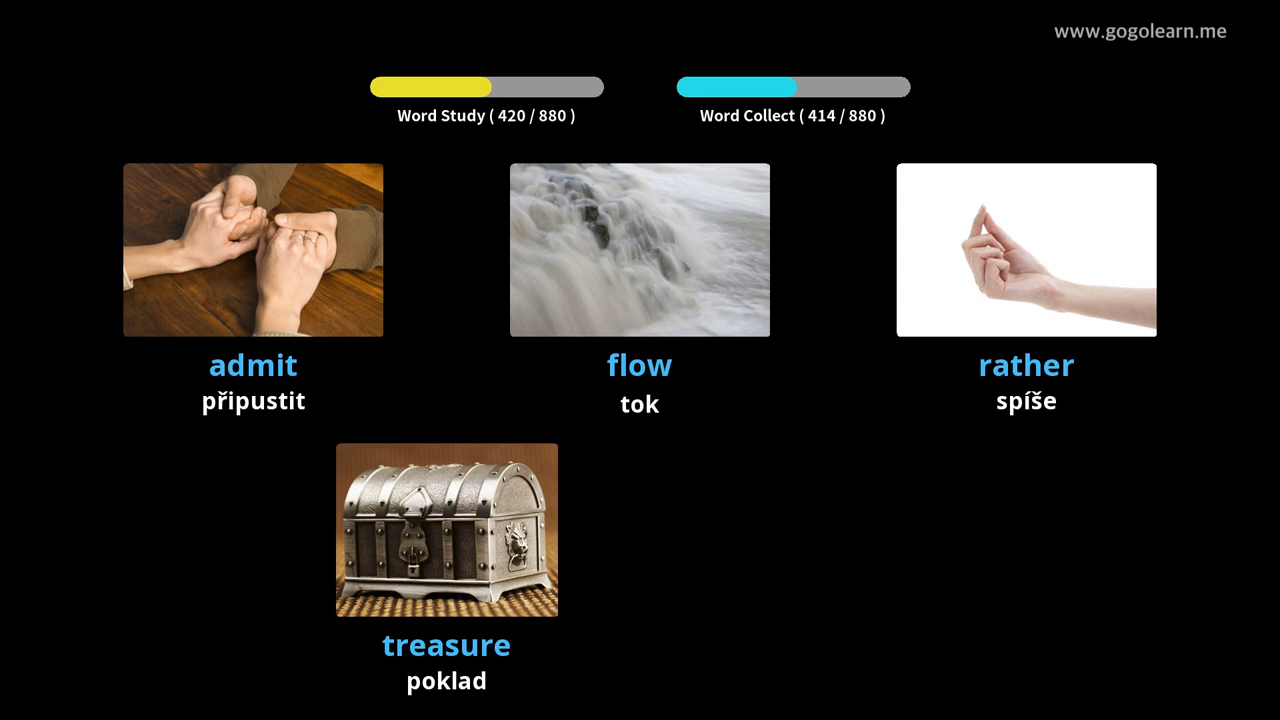 www.gogolearn.me
Word Study ( 420 / 880 )
Word Collect ( 414 / 880 )
admit
připustit
flow
tok
rather
spíše
treasure
poklad